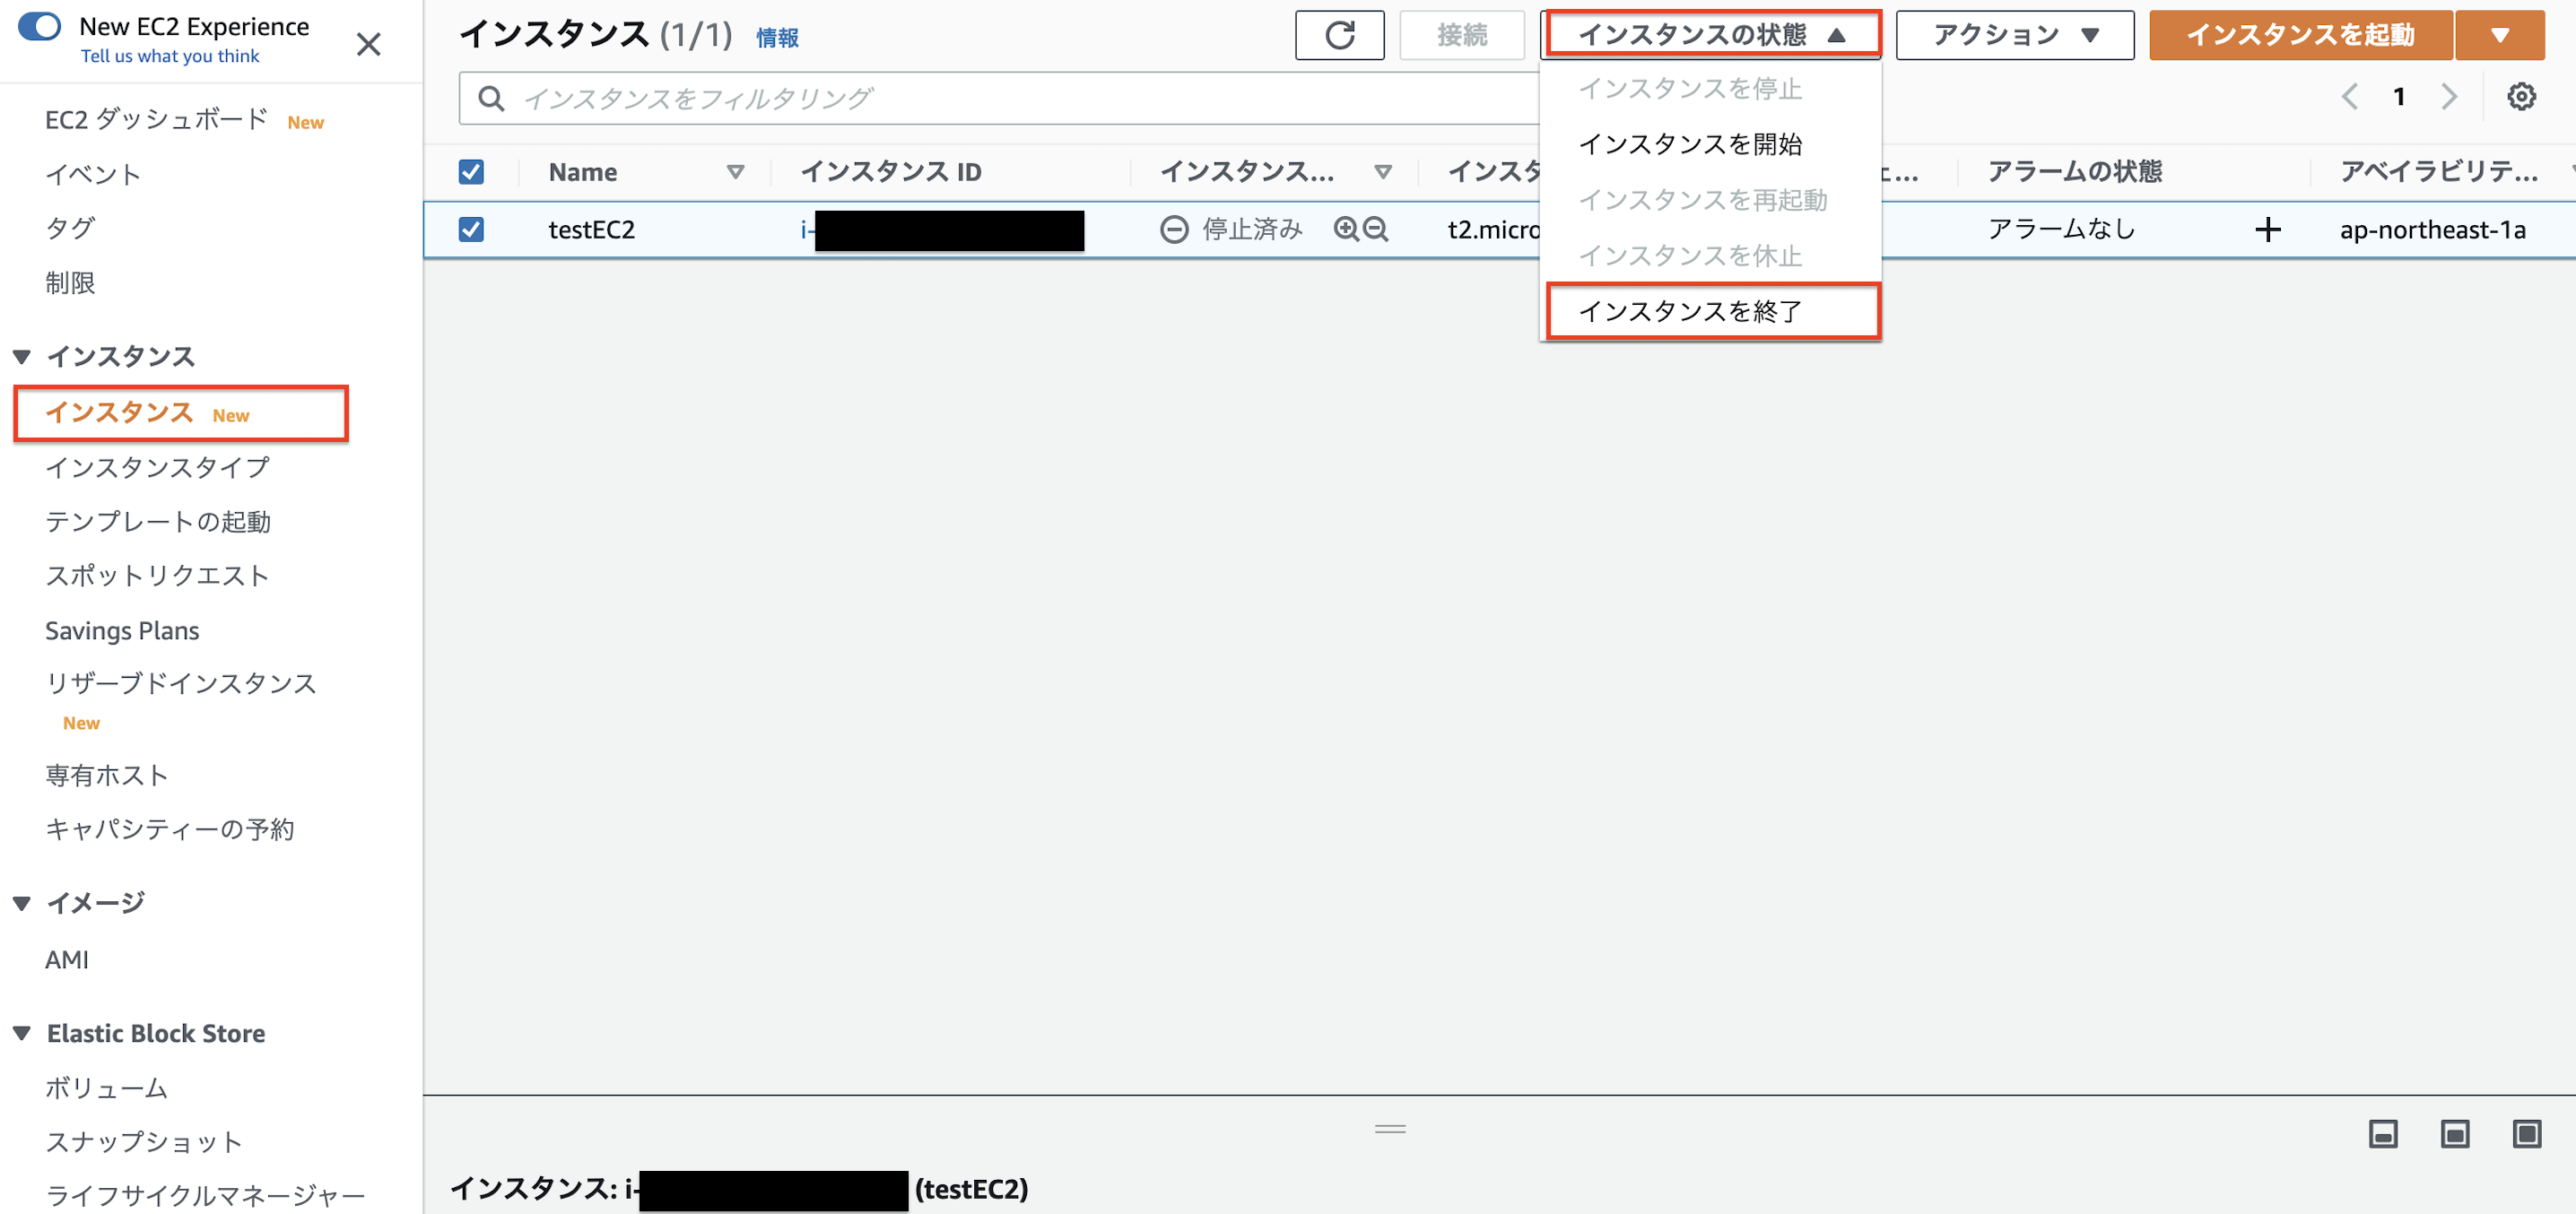 New EC2 Experience
Tell us what you think
EC2 ダッシュボード New
イベント
タグ
制限
インスタンス
インスタンス New
インスタンスタイプ
テンプレートの起動
スポットリクエスト
Savings Plans
リザーブドインスタンス
New
専有ホスト
キャパシティーの予約
イメージ
AMI
Elastic Block Store
ボリューム
スナップショット
ライフサイクルマネージャー
インスタンス (1/1) 情報
接続
インスタンスの状態
アクション
インスタンスを起動
インスタンスをフィルタリング
1
インスタンスを停止
インスタンスを開始
インスタンスを再起動
インスタンスを休止
インスタンスを終了
Name インスタンス ID インスタンス... インスタ ェ... アラームの状態 アベイラビリテ...
testEC2 i- 停止済み t2.micro アラームなし ap-northeast-1a
インスタンス: i- (testEC2)